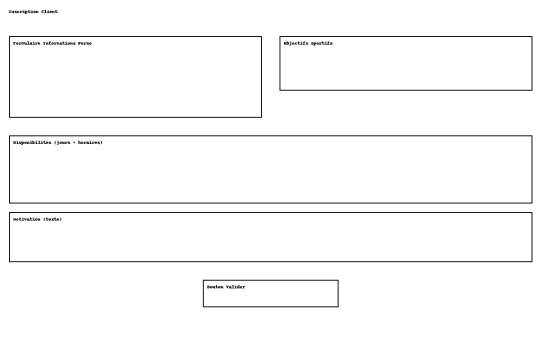 Inscription Client
Formulaire Informations Perso
Objectifs sportifs
Disponibilités (jours + horaires)
Motivation (texte)
Bouton Valider